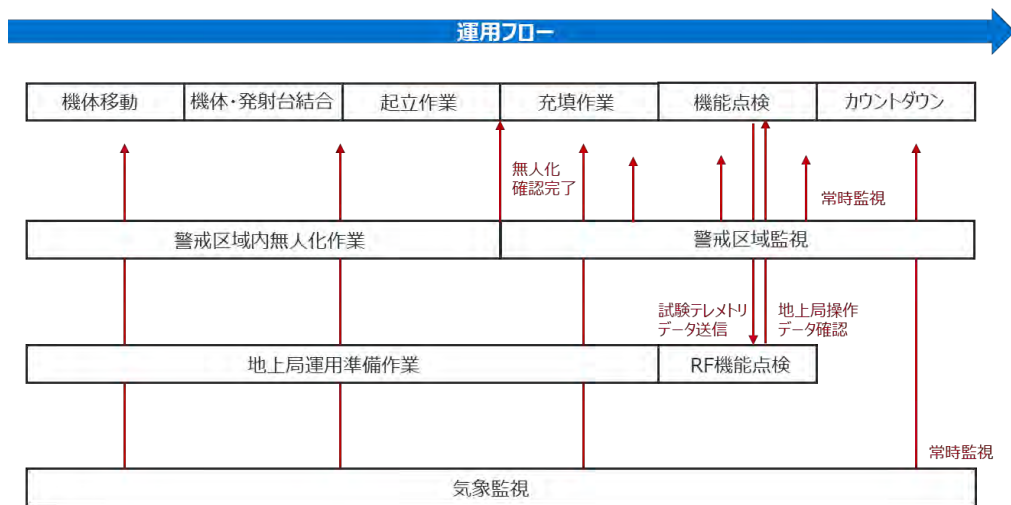 運用フロー
機体移動
機体・発射台結合
起立作業
充填作業
機能点検
カウントダウン
無人化
確認完了
常時監視
警戒区域内無人化作業
警戒区域監視
試験テレメトリ
データ送信
地上局操作
データ確認
地上局運用準備作業
RF機能点検
常時監視
気象監視